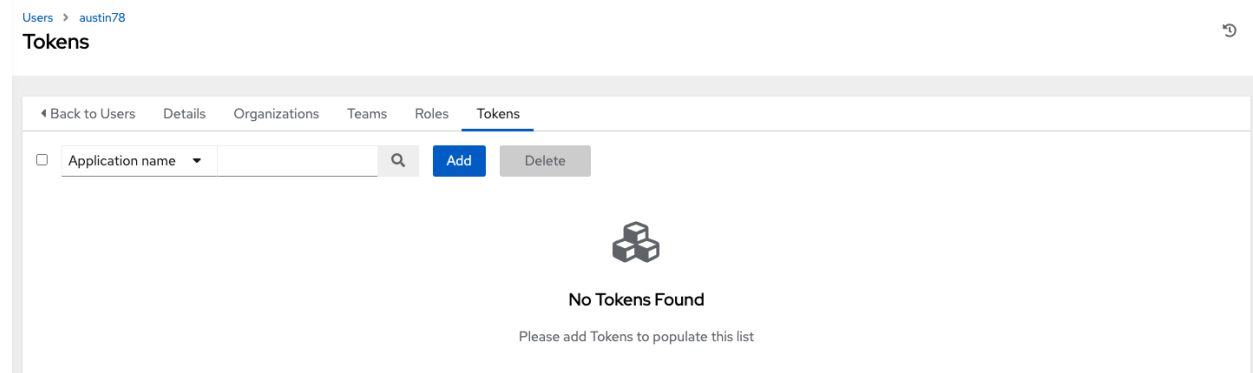 Users > austin78
Tokens
Back to Users Details Organizations Teams Roles Tokens
Application name Add Delete
No Tokens Found
Please add Tokens to populate this list